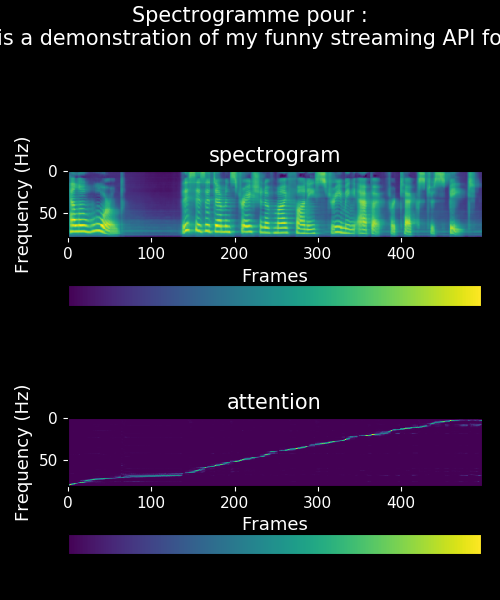 Spectrogramme pour :
is a demonstration of my funny streaming API fo
spectrogram
Frequency (Hz)
0
50
0 100 200 300 400
Frames
attention
Frequency (Hz)
0
50
0 100 200 300 400
Frames